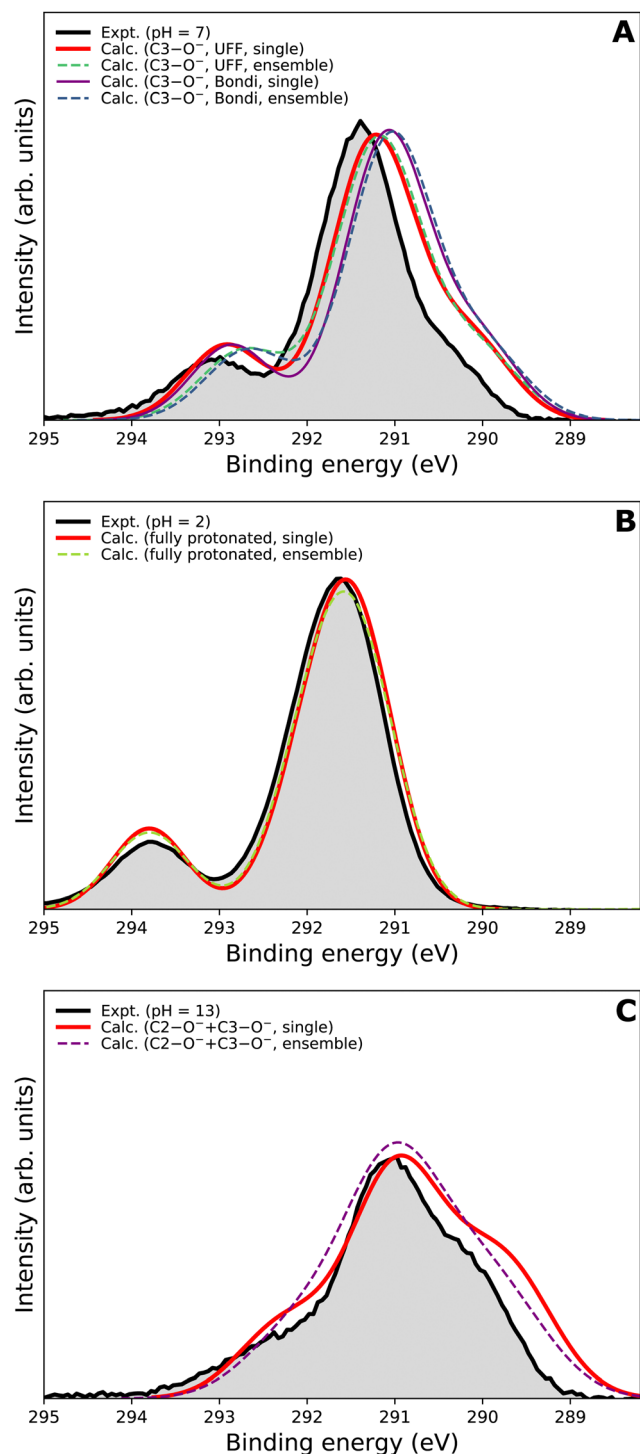 A
Expt. (pH = 7)
Calc. (C3−O⁻, UFF, single)
Calc. (C3−O⁻, UFF, ensemble)
Calc. (C3−O⁻, Bondi, single)
Calc. (C3−O⁻, Bondi, ensemble)
Intensity (arb. units)
295 294 293 292 291 290 289
Binding energy (eV)
B
Expt. (pH = 2)
Calc. (fully protonated, single)
Calc. (fully protonated, ensemble)
Intensity (arb. units)
295 294 293 292 291 290 289
Binding energy (eV)
C
Expt. (pH = 13)
Calc. (C2−O⁻+C3−O⁻, single)
Calc. (C2−O⁻+C3−O⁻, ensemble)
Intensity (arb. units)
295 294 293 292 291 290 289
Binding energy (eV)